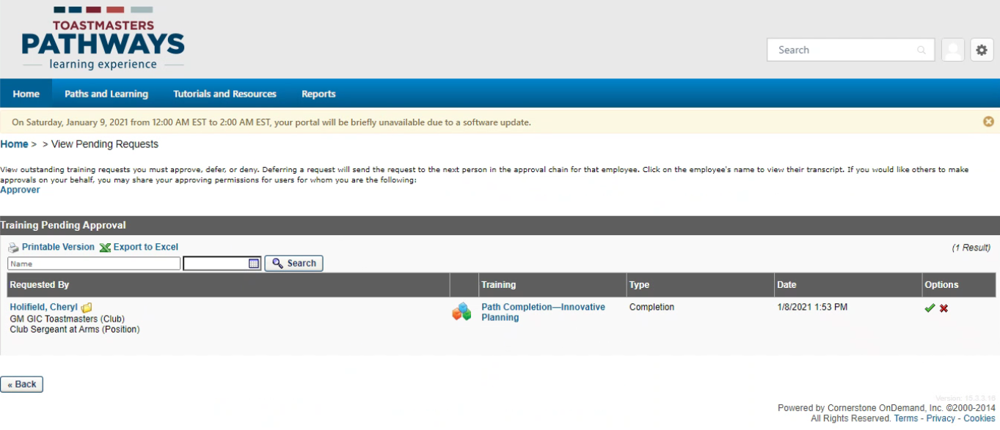 TOASTMASTERS
PATHWAYS
learning experience
Search
Home Paths and Learning Tutorials and Resources Reports
On Saturday, January 9, 2021 from 12:00 AM EST to 2:00 AM EST, your portal will be briefly unavailable due to a software update.
Home > > View Pending Requests
View outstanding training requests you must approve, defer, or deny. Deferring a request will send the request to the next person in the approval chain for that employee. Click on the employee's name to view their transcript. If you would like others to make
approvals on your behalf, you may share your approving permissions for users for whom you are the following:
Approver
Training Pending Approval
Printable Version Export to Excel (1 Result)
Name Search
Requested By Training Type Date Options
Holifield, Cheryl Path Completion—Innovative Completion 1/8/2021 1:53 PM
Planning
GM GIC Toastmasters (Club)
Club Sergeant at Arms (Position)
« Back
Version: 15.3.3.16
Powered by Cornerstone OnDemand, Inc. ©2000-2014
All Rights Reserved. Terms - Privacy - Cookies